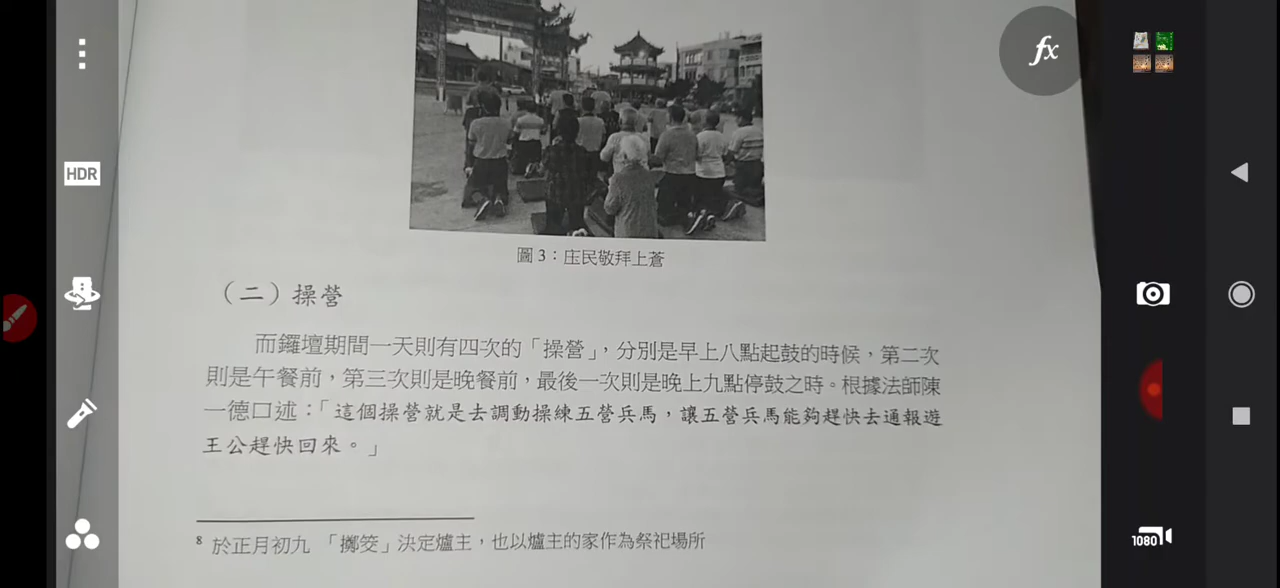 fx
HDR
圖 3：庄民敬拜上蒼
（二）操營
而鑼壇期間一天則有四次的「操營」，分別是早上八點起鼓的時候，第二次
則是午餐前，第三次則是晚餐前，最後一次則是晚上九點停鼓之時。根據法師陳
一德口述：「這個操營就是去調動操練五營兵馬，讓五營兵馬能夠趕快去通報遊
王公趕快回來。」
8 於正月初九 「擲筊」決定爐主，也以爐主的家作為祭祀場所
1080